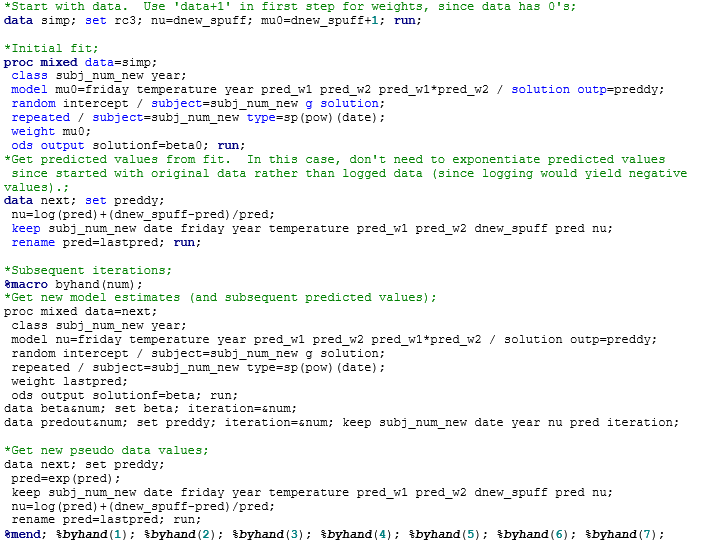 *Start with data.  Use 'data+1' in first step for weights, since data has 0's;
data simp; set rc3; nu=dnew_spuff; mu0=dnew_spuff+1; run;

*Initial fit;
proc mixed data=simp;
 class subj_num_new year;
 model mu0=friday temperature year pred_w1 pred_w2 pred_w1*pred_w2 / solution outp=preddy;
 random intercept / subject=subj_num_new g solution;
 repeated / subject=subj_num_new type=sp(pow)(date);
 weight mu0;
 ods output solutionf=beta0; run;
*Get predicted values from fit.  In this case, don't need to exponentiate predicted values
 since started with original data rather than logged data (since logging would yield negative
values).;
data next; set preddy;
 nu=log(pred)+(dnew_spuff-pred)/pred;
 keep subj_num_new date friday year temperature pred_w1 pred_w2 dnew_spuff pred nu;
 rename pred=lastpred; run;

*Subsequent iterations;
%macro byhand(num);
*Get new model estimates (and subsequent predicted values);
proc mixed data=next;
 class subj_num_new year;
 model nu=friday temperature year pred_w1 pred_w2 pred_w1*pred_w2 / solution outp=preddy;
 random intercept / subject=subj_num_new g solution;
 repeated / subject=subj_num_new type=sp(pow)(date);
 weight lastpred;
 ods output solutionf=beta; run;
data beta&num; set beta; iteration=&num;
data predout&num; set preddy; iteration=&num; keep subj_num_new date year nu pred iteration;

*Get new pseudo data values;
data next; set preddy;
 pred=exp(pred);
 keep subj_num_new date friday year temperature pred_w1 pred_w2 dnew_spuff pred nu;
 nu=log(pred)+(dnew_spuff-pred)/pred;
 rename pred=lastpred; run;
%mend; %byhand(1); %byhand(2); %byhand(3); %byhand(4); %byhand(5); %byhand(6); %byhand(7);